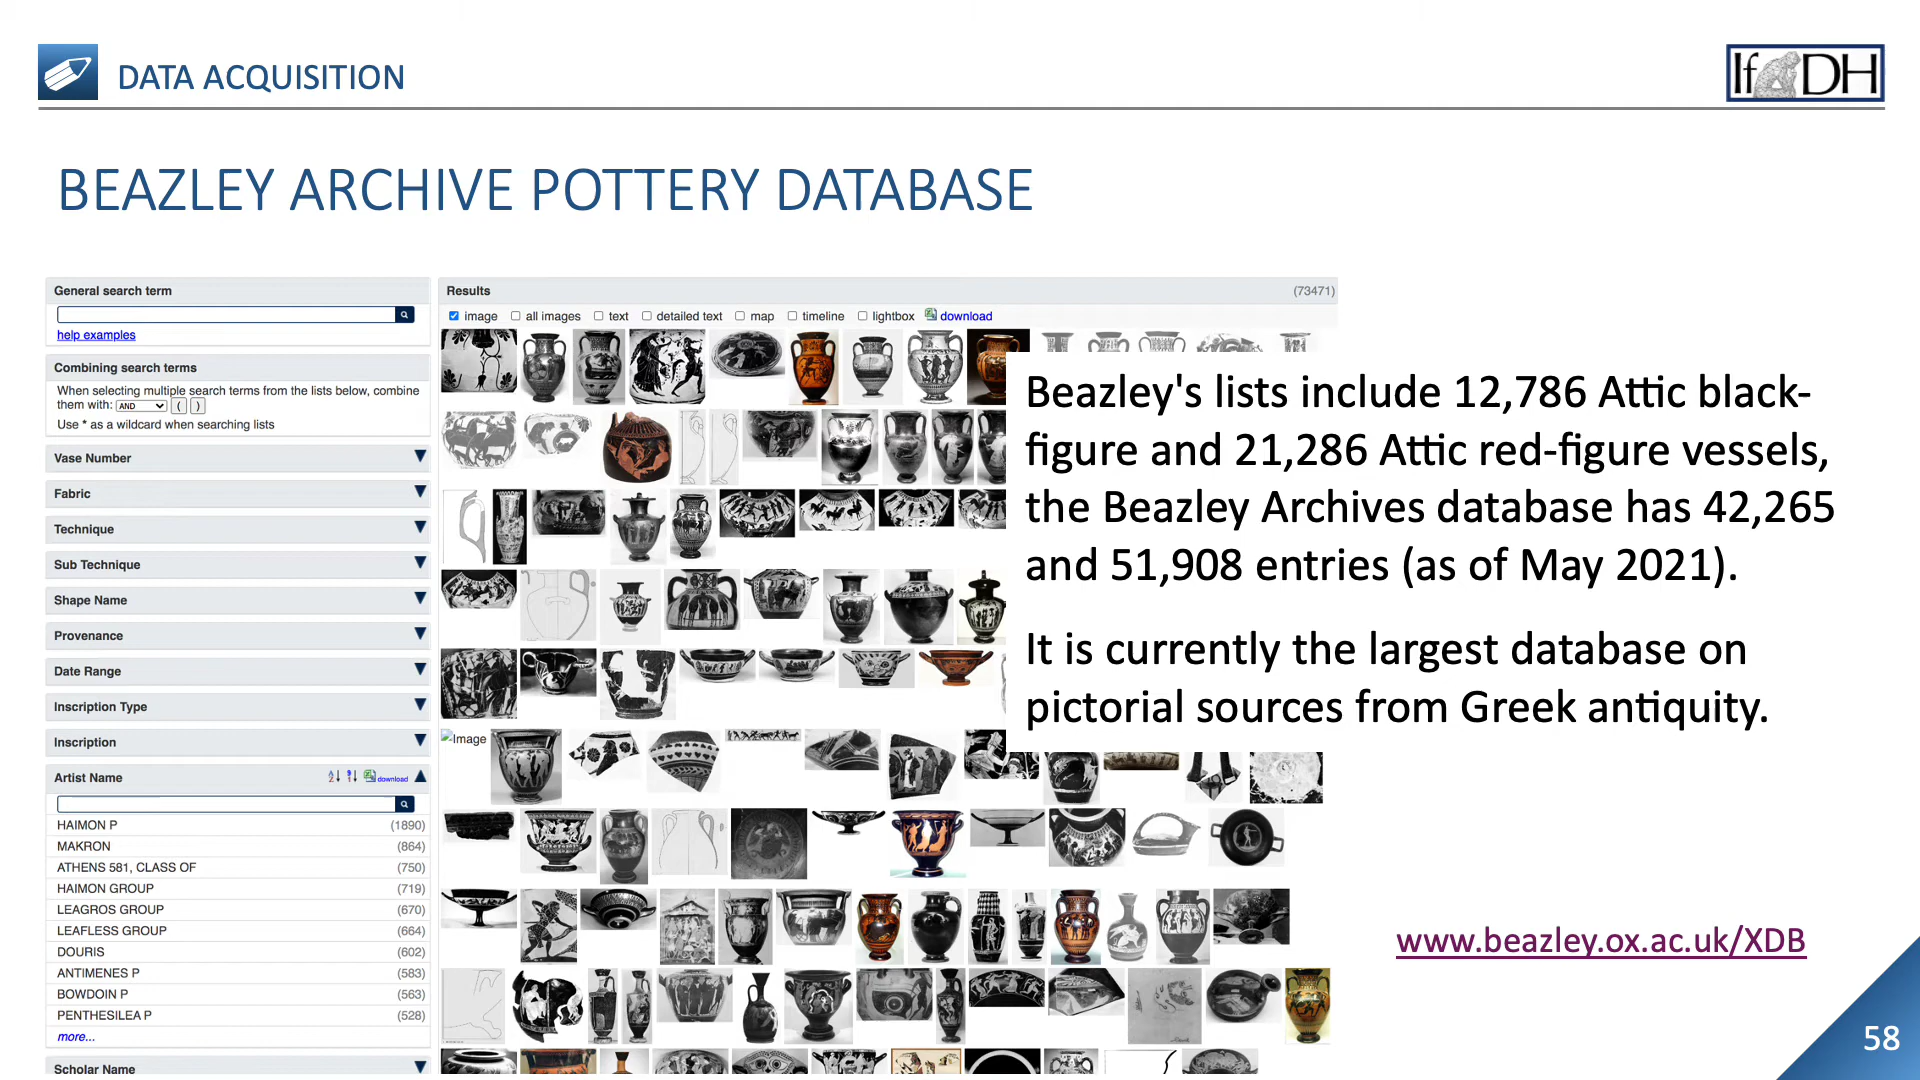 DATA ACQUISITION
IfDH
BEAZLEY ARCHIVE POTTERY DATABASE
General search term
help examples
Combining search terms
When selecting multiple search terms from the lists below, combine
them with: AND ( )
Use * as a wildcard when searching lists
Vase Number
Fabric
Technique
Sub Technique
Shape Name
Provenance
Date Range
Inscription Type
Inscription
Artist Name download
HAIMON P (1890)
MAKRON (864)
ATHENS 581, CLASS OF (750)
HAIMON GROUP (719)
LEAGROS GROUP (670)
LEAFLESS GROUP (664)
DOURIS (602)
ANTIMENES P (583)
BOWDOIN P (563)
PENTHESILEA P (528)
more...
Scholar Name
Results (73471)
image all images text detailed text map timeline lightbox download
Image
Beazley's lists include 12,786 Attic black-
figure and 21,286 Attic red-figure vessels,
the Beazley Archives database has 42,265
and 51,908 entries (as of May 2021).
It is currently the largest database on
pictorial sources from Greek antiquity.
www.beazley.ox.ac.uk/XDB
58